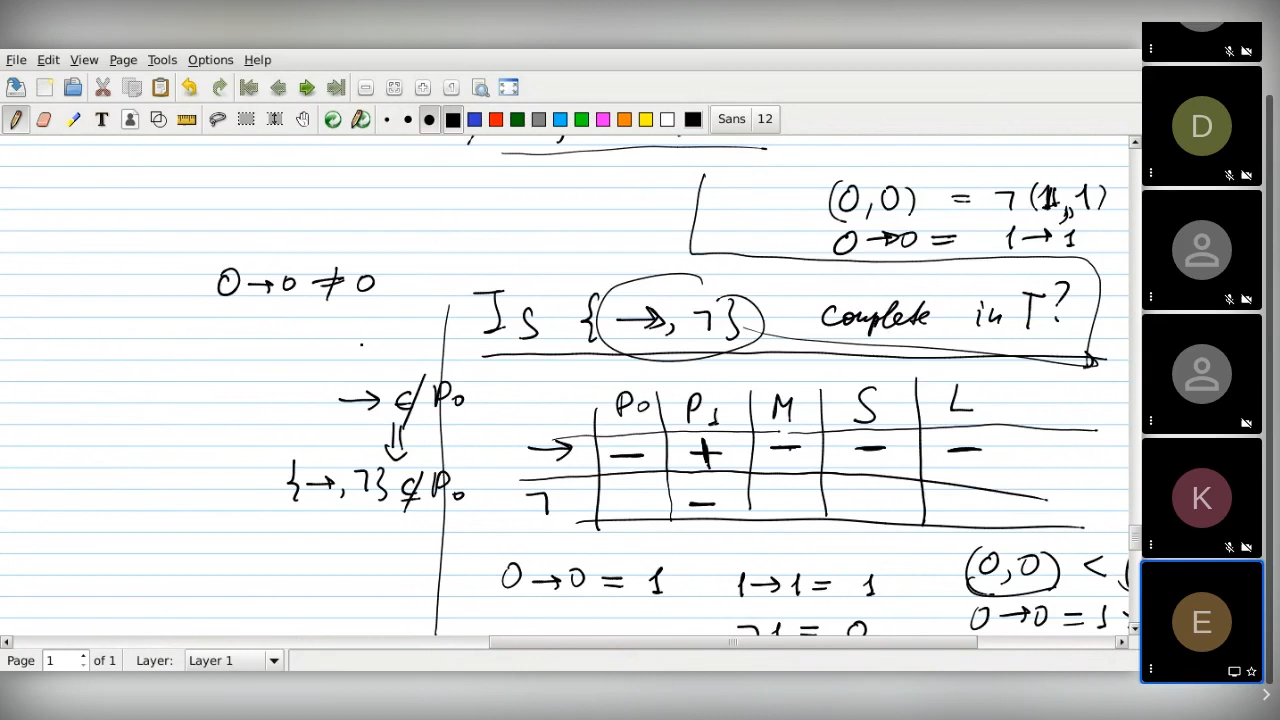 File Edit View Page Tools Options Help
Sans 12
(0,0) = ¬(1,1)
0→0 = 1→1
0→0 ≠ 0
Is {→,¬} complete in T?
→ ∉ P₀
⇓
{→,¬} ⊄ P₀
P₀ P₁ M S L
→ − + − − −
¬ −
0→0 = 1
1→1 = 1
¬1 = 0
(0,0) <
0→0 = 1
Page 1 of 1 Layer: Layer 1
D
K
E